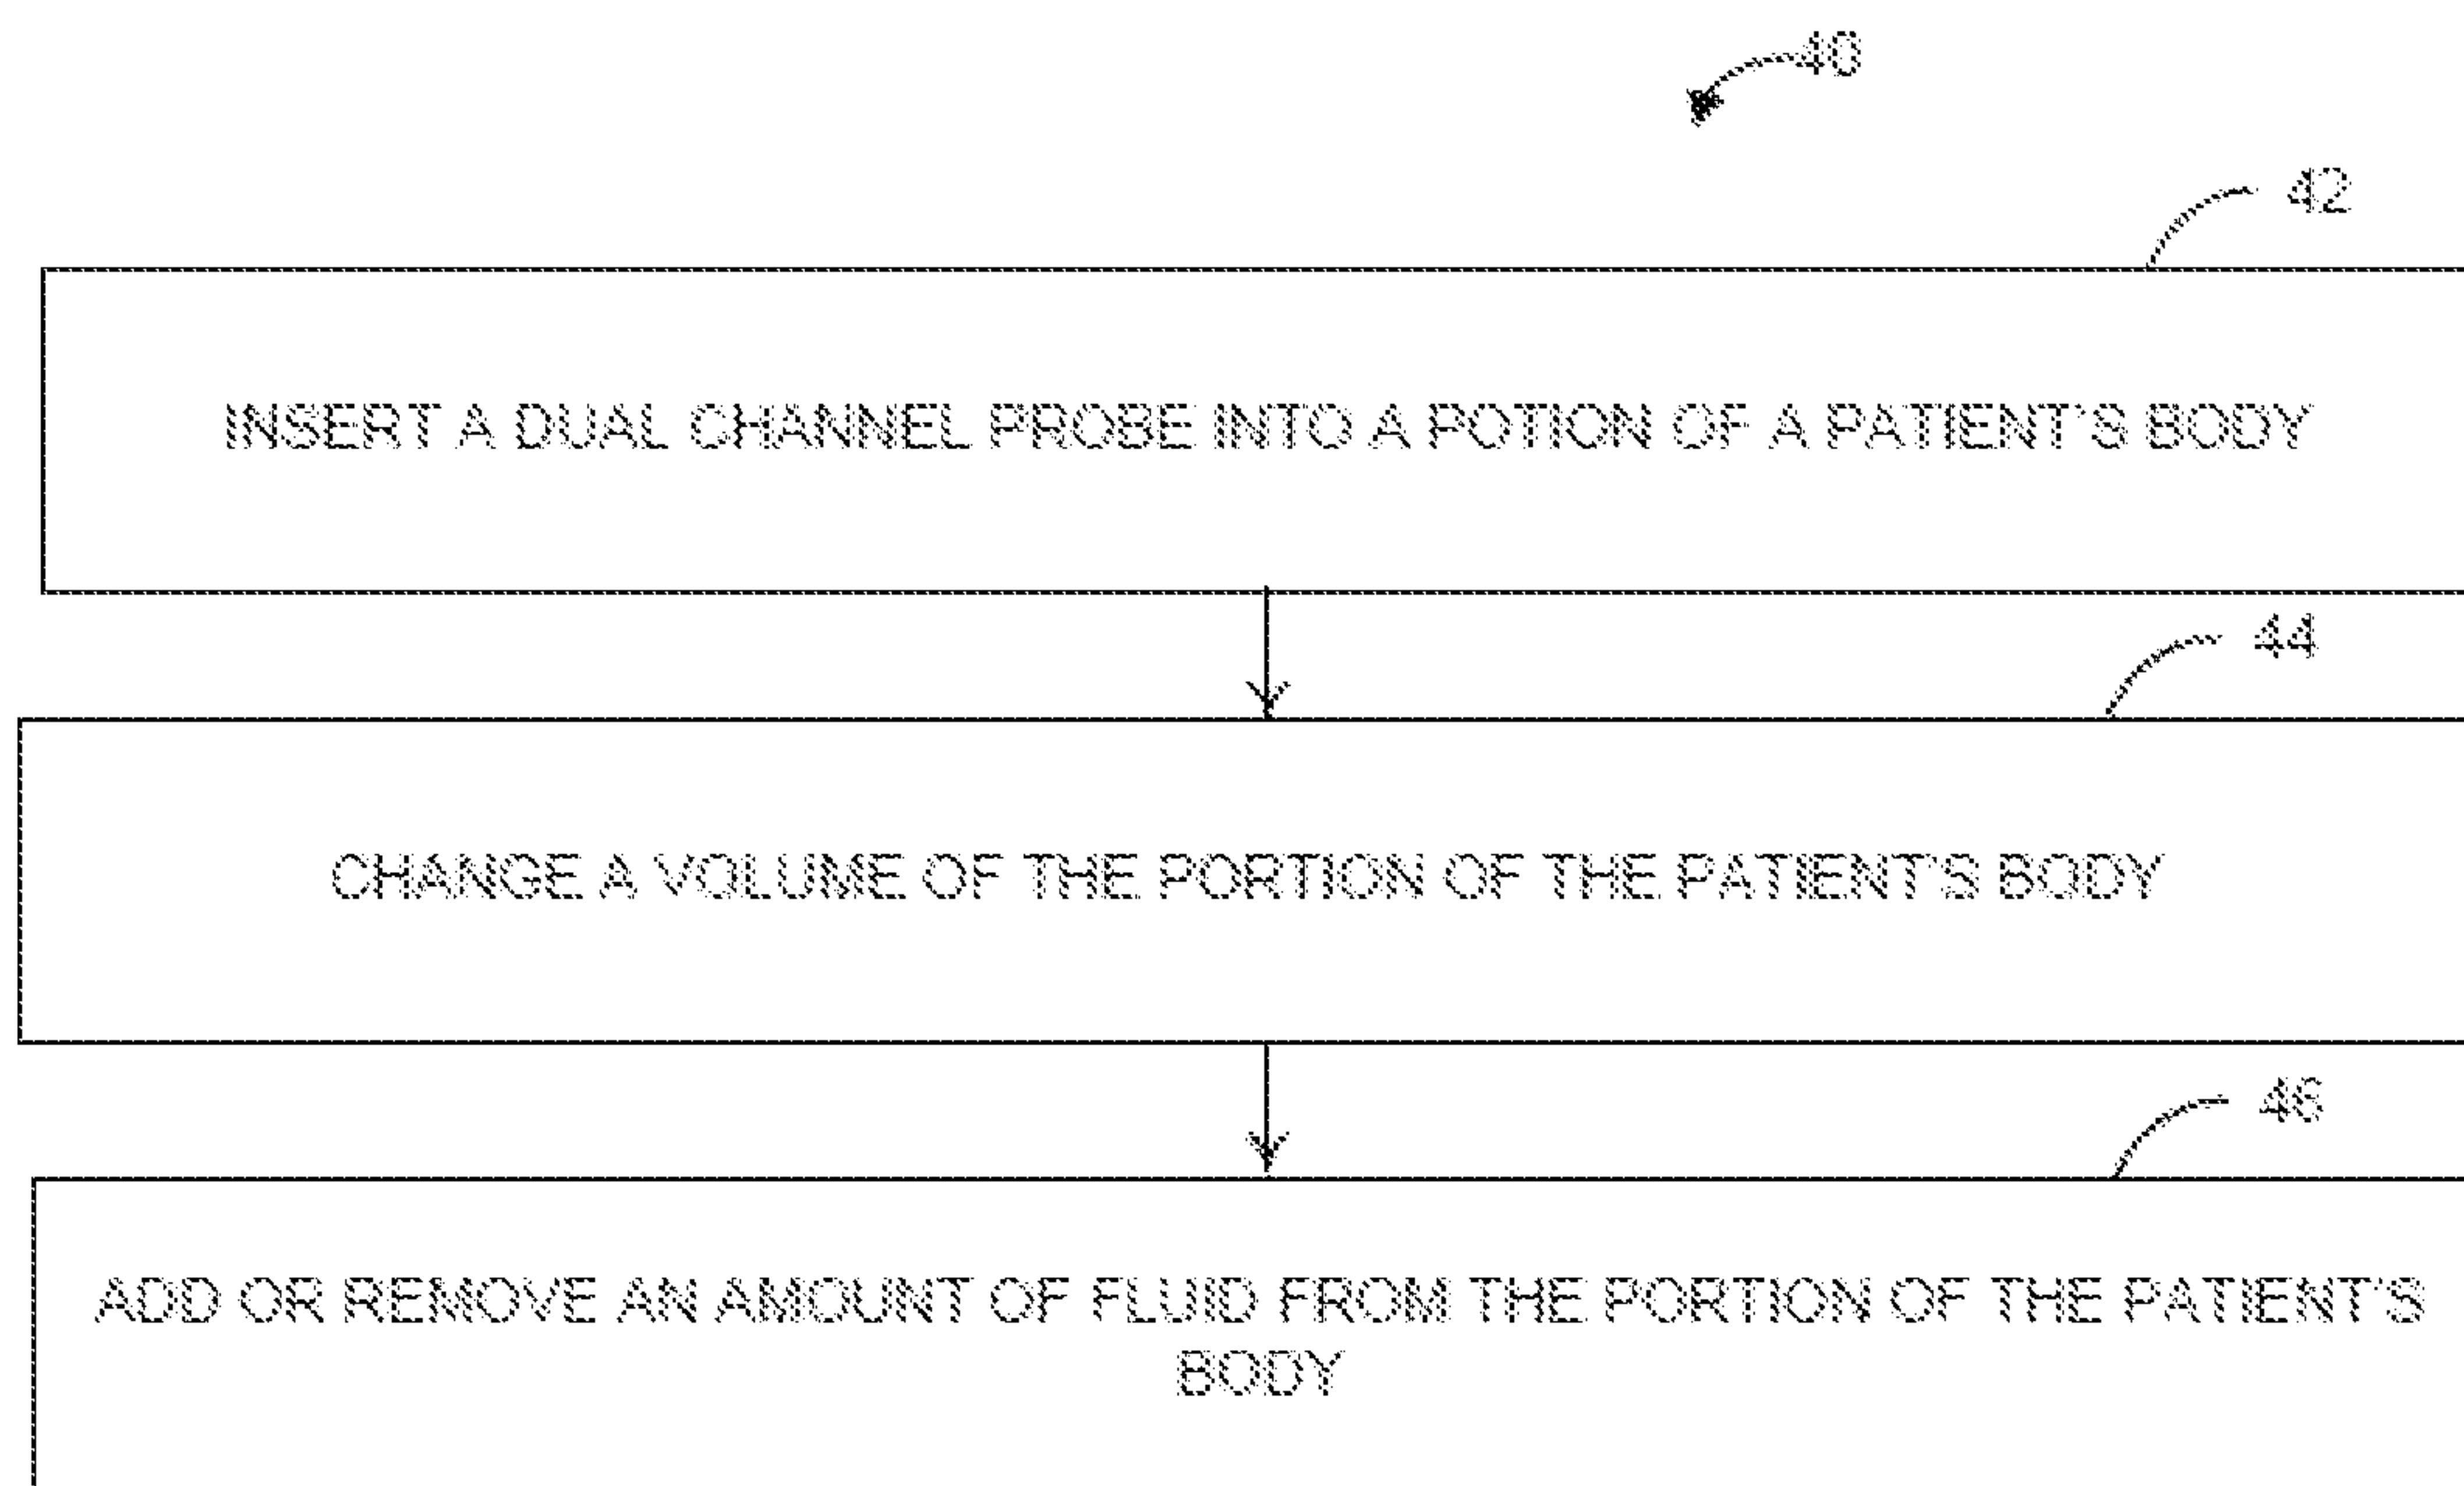 40
42
INSERT A DUAL CHANNEL PROBE INTO A POTION OF A PATIENT'S BODY
44
CHANGE A VOLUME OF THE PORTION OF THE PATIENT'S BODY
46
ADD OR REMOVE AN AMOUNT OF FLUID FROM THE PORTION OF THE PATIENT'S
BODY